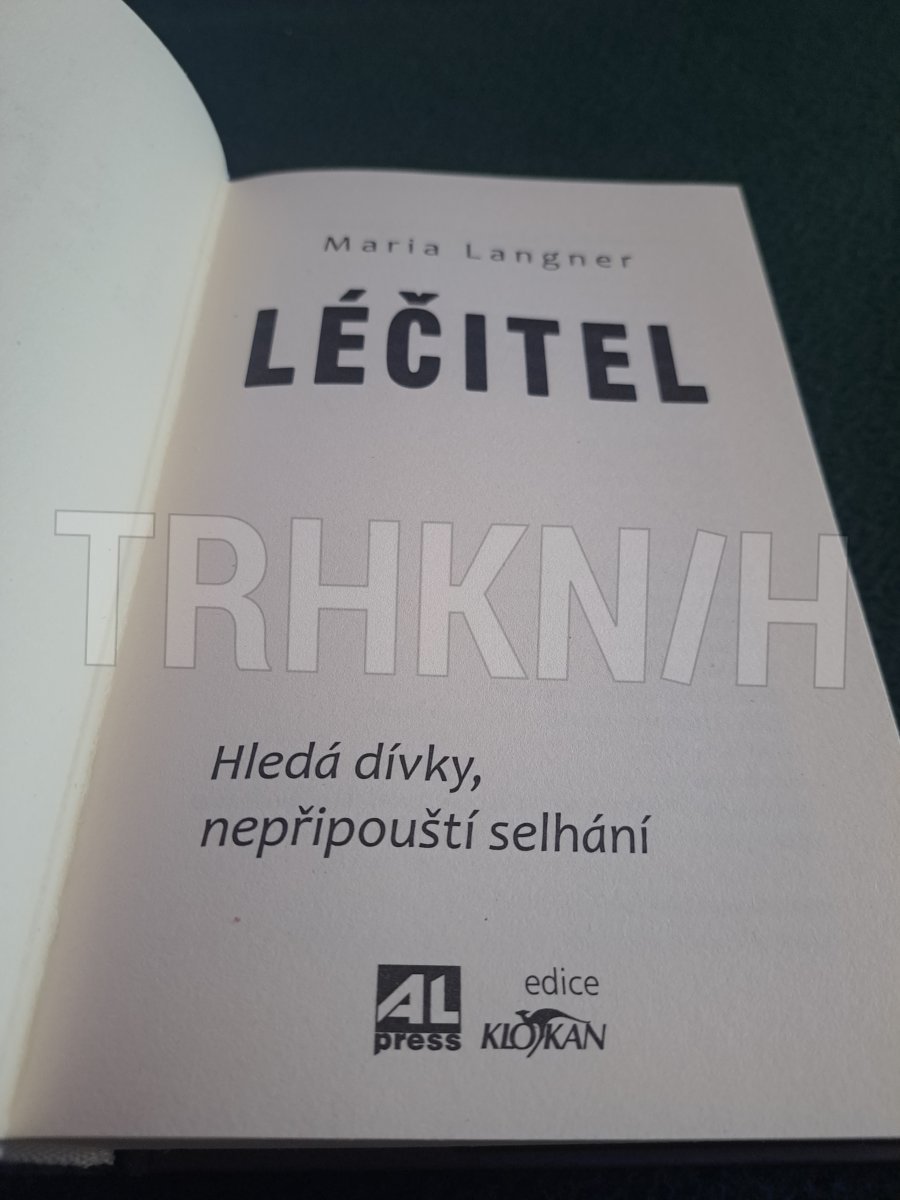 Maria Langner
LÉČITEL
TRHKN/H
Hledá dívky,
nepřipouští selhání
AL
press
edice
KLOKAN